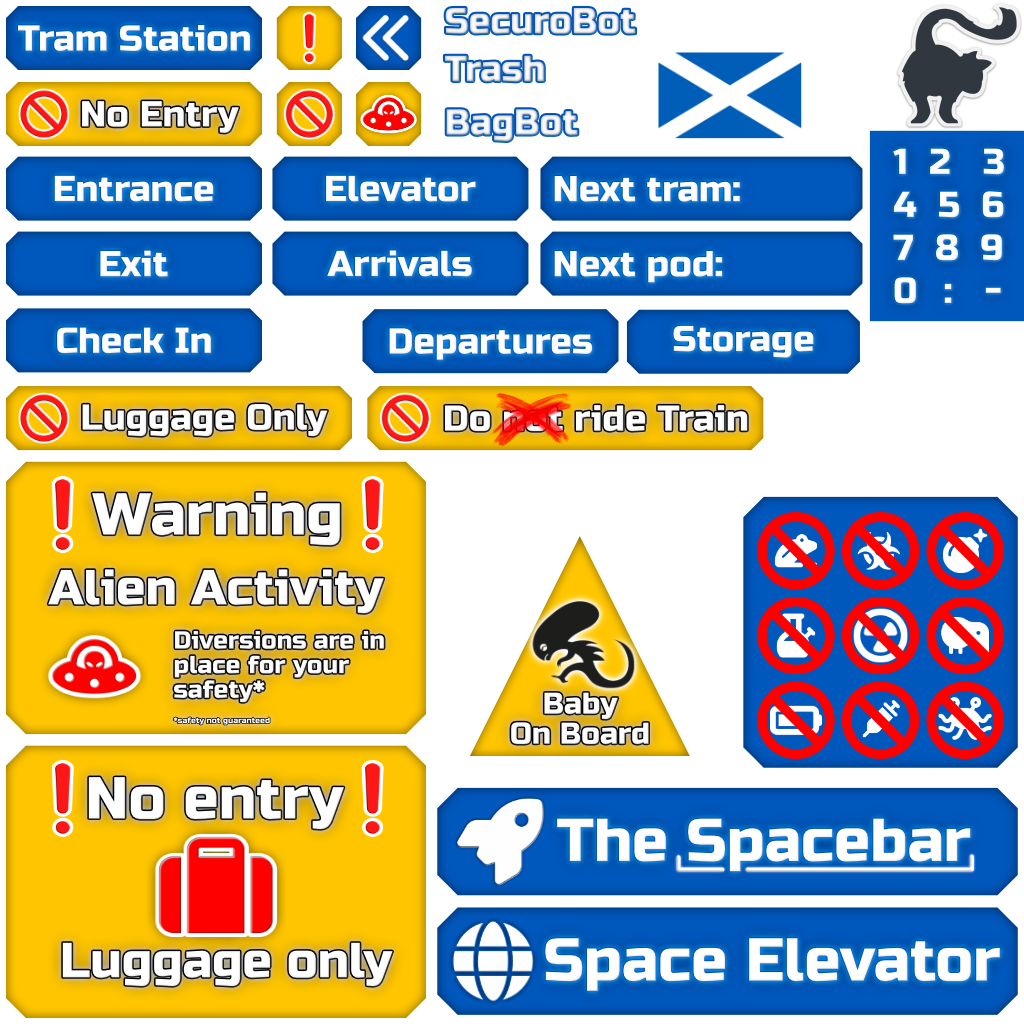 Tram Station
SecuroBot
Trash
No Entry
BagBot
1 2 3
4 5 6
7 8 9
0 : -
Entrance
Elevator
Next tram:
Exit
Arrivals
Next pod:
Check In
Departures
Storage
Luggage Only
Do not ride Train
Warning
Alien Activity
Diversions are in
place for your
safety*
*safety not guaranteed
Baby
On Board
No entry
Luggage only
The Spacebar
Space Elevator